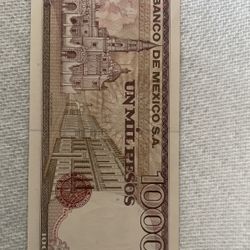 BANCO DE MEXICO S.A.
UN MIL PESOS
1000